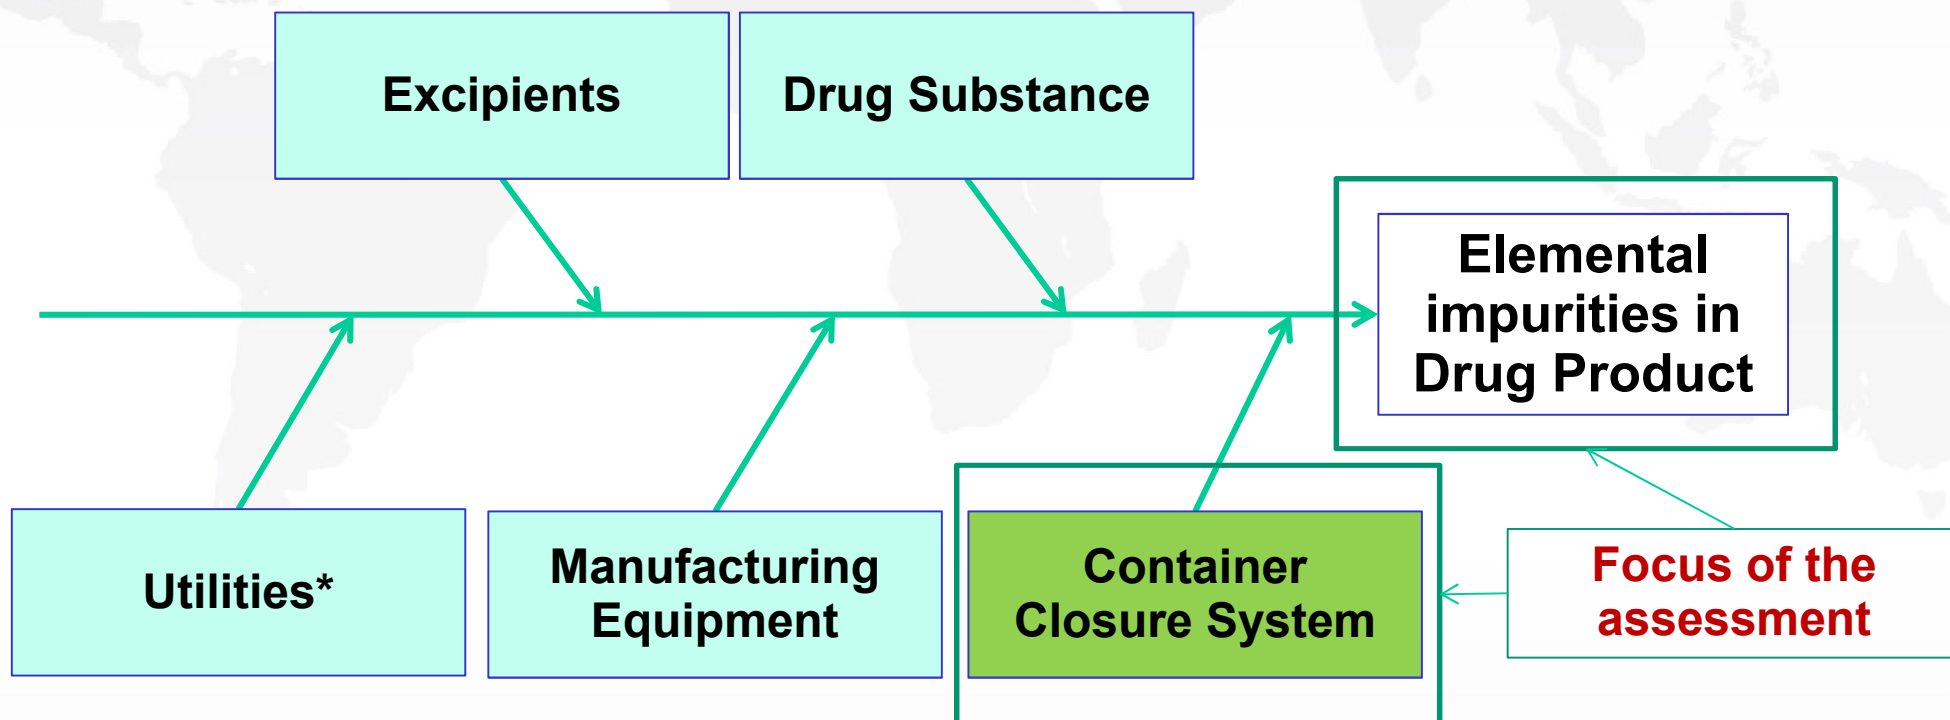 Excipients
Drug Substance
Elemental
impurities in
Drug Product
Utilities*
Manufacturing
Equipment
Container
Closure System
Focus of the
assessment